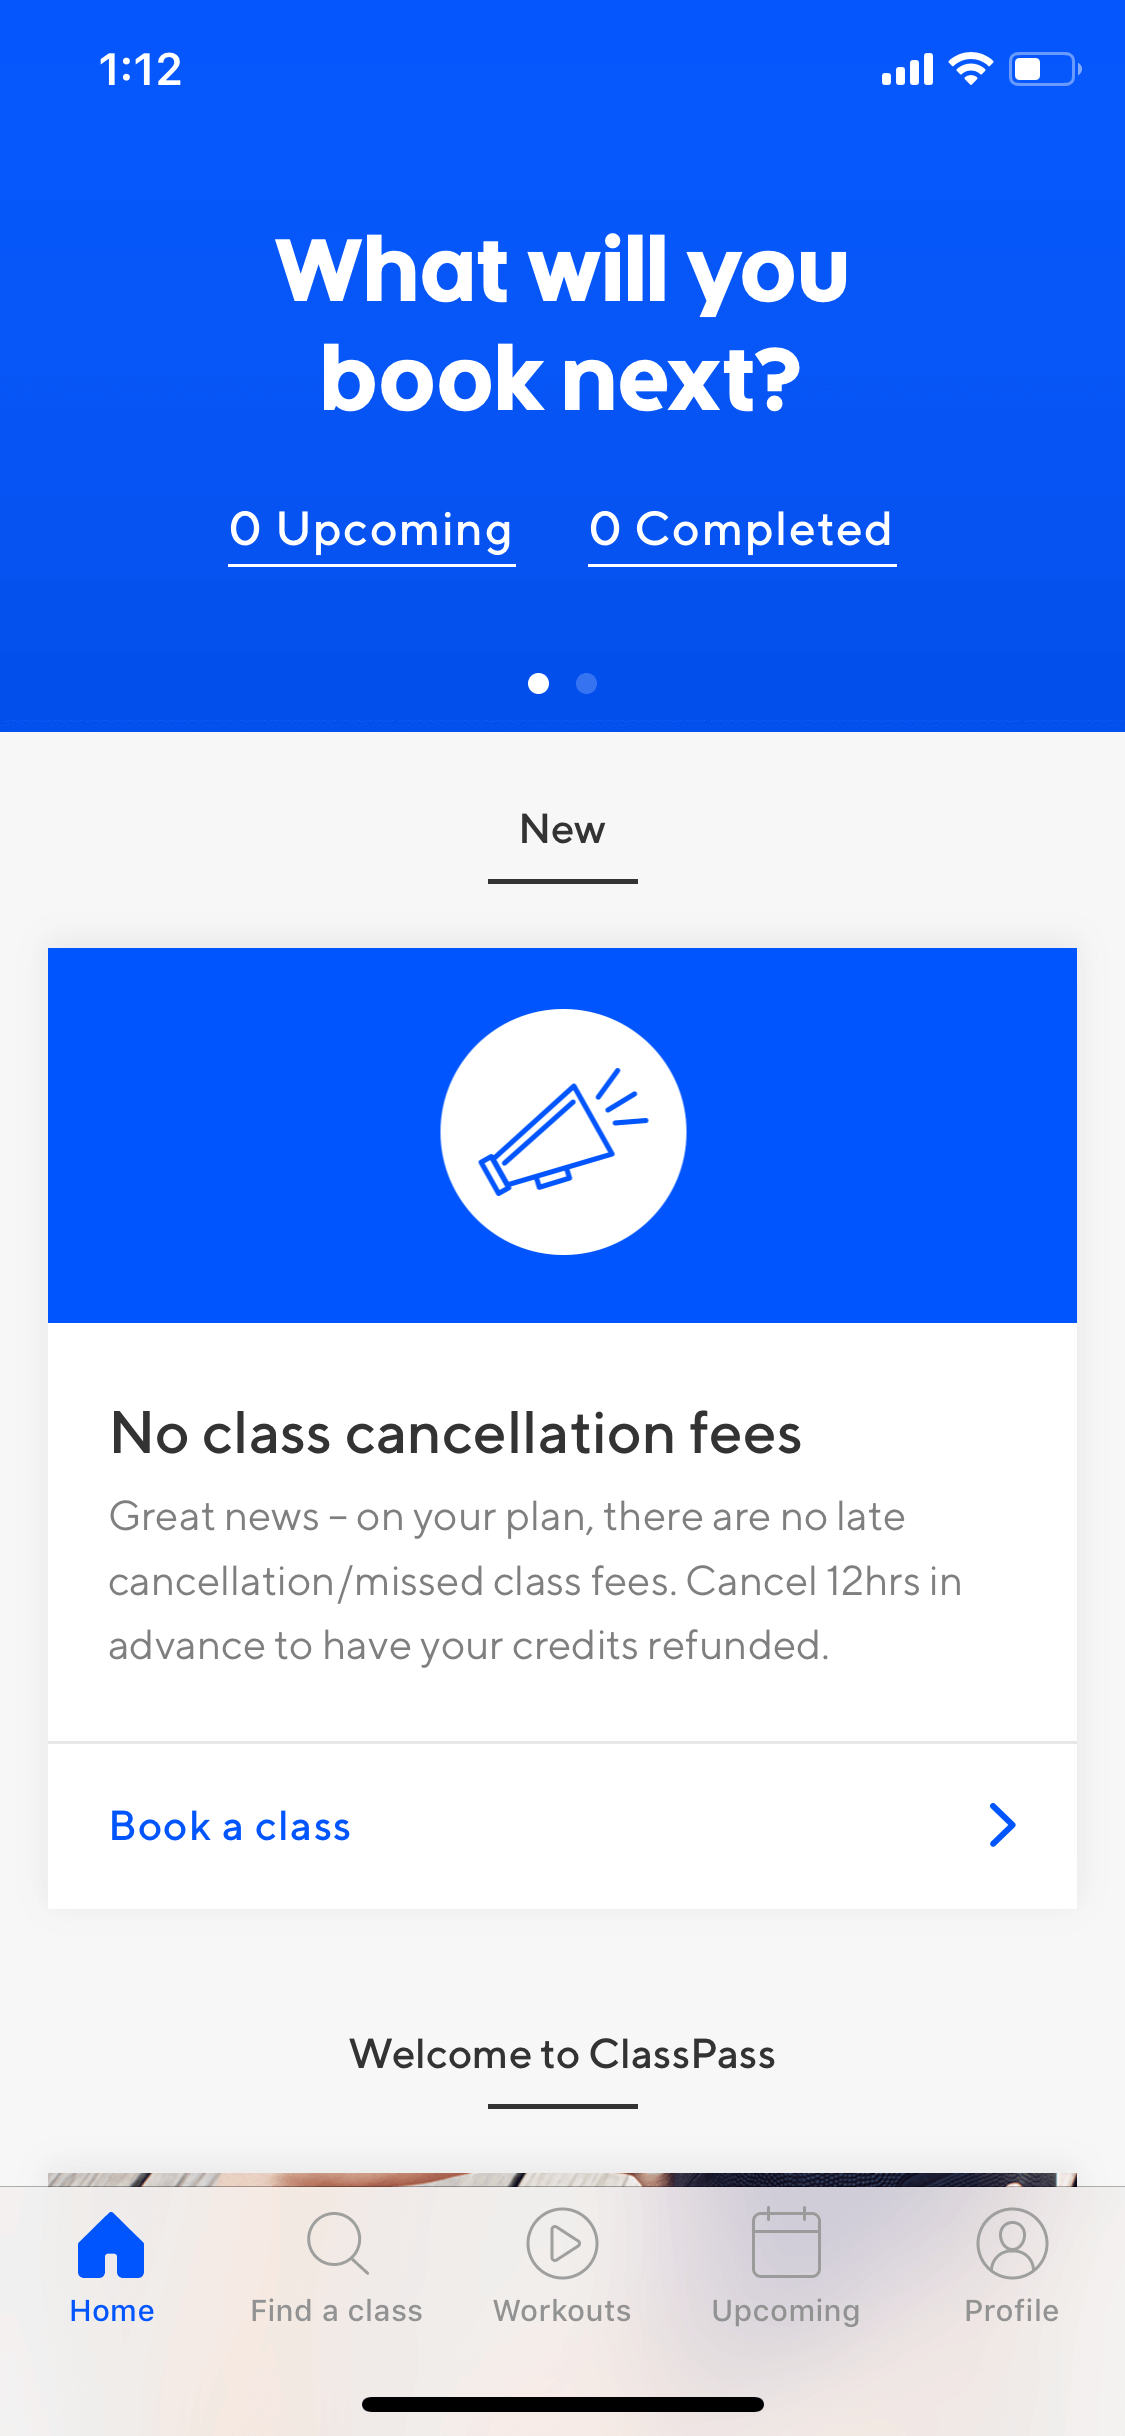 1:12
What will you
book next?
0 Upcoming
0 Completed
New
No class cancellation fees
Great news – on your plan, there are no late
cancellation/missed class fees. Cancel 12hrs in
advance to have your credits refunded.
Book a class
Welcome to ClassPass
Home
Find a class
Workouts
Upcoming
Profile